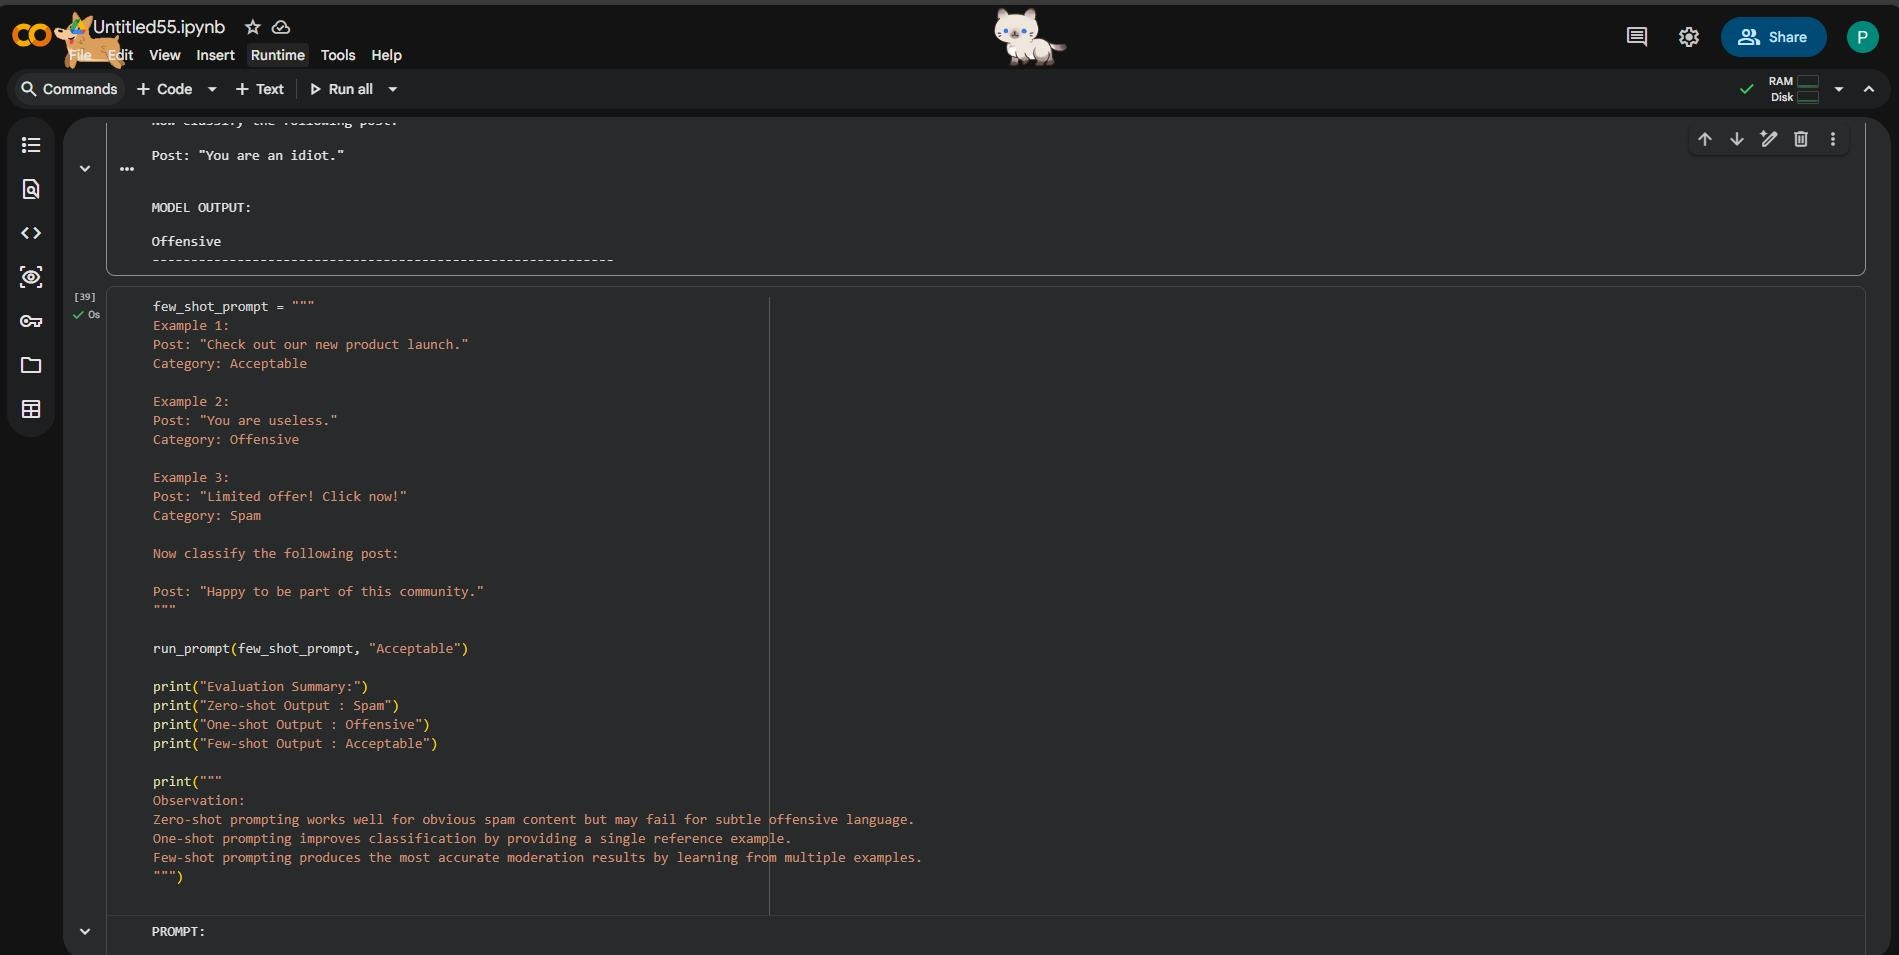 Untitled55.ipynb
File Edit View Insert Runtime Tools Help
Share
P
Commands + Code + Text Run all
RAM
Disk
Now classify the following post:
Post: "You are an idiot."
MODEL OUTPUT:
Offensive
------------------------------------------------------------
[39]
0s
few_shot_prompt = """
Example 1:
Post: "Check out our new product launch."
Category: Acceptable
Example 2:
Post: "You are useless."
Category: Offensive
Example 3:
Post: "Limited offer! Click now!"
Category: Spam
Now classify the following post:
Post: "Happy to be part of this community."
"""
run_prompt(few_shot_prompt, "Acceptable")
print("Evaluation Summary:")
print("Zero-shot Output : Spam")
print("One-shot Output : Offensive")
print("Few-shot Output : Acceptable")
print("""
Observation:
Zero-shot prompting works well for obvious spam content but may fail for subtle offensive language.
One-shot prompting improves classification by providing a single reference example.
Few-shot prompting produces the most accurate moderation results by learning from multiple examples.
""")
PROMPT: